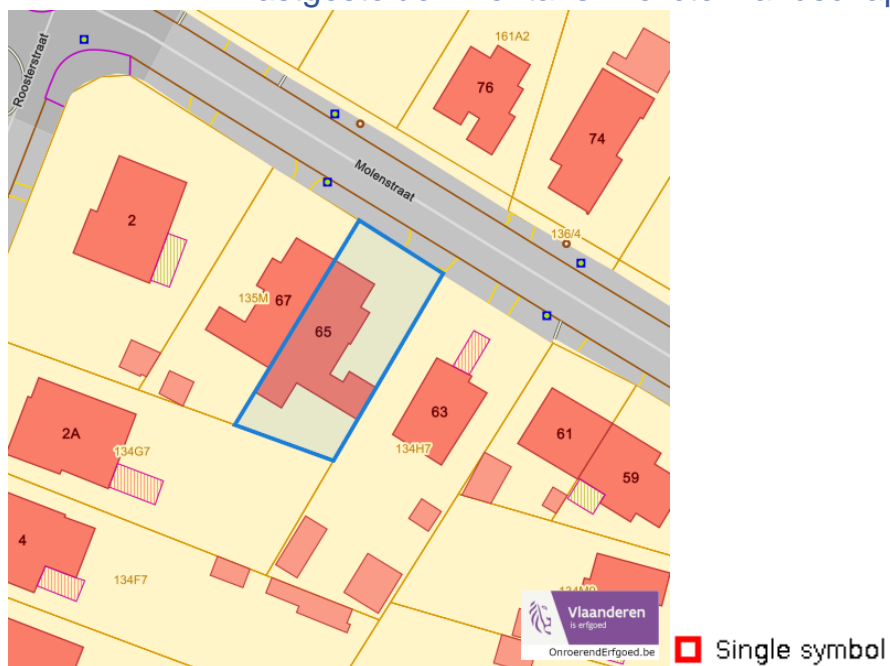 161A2
Roosterstraat
76
74
Molenstraat
2
136/4
135M
67
65
63
2A
134G7
134H7
61
59
4
134F7
Vlaanderen
is erfgoed
OnroerendErfgoed.be
Single symbol